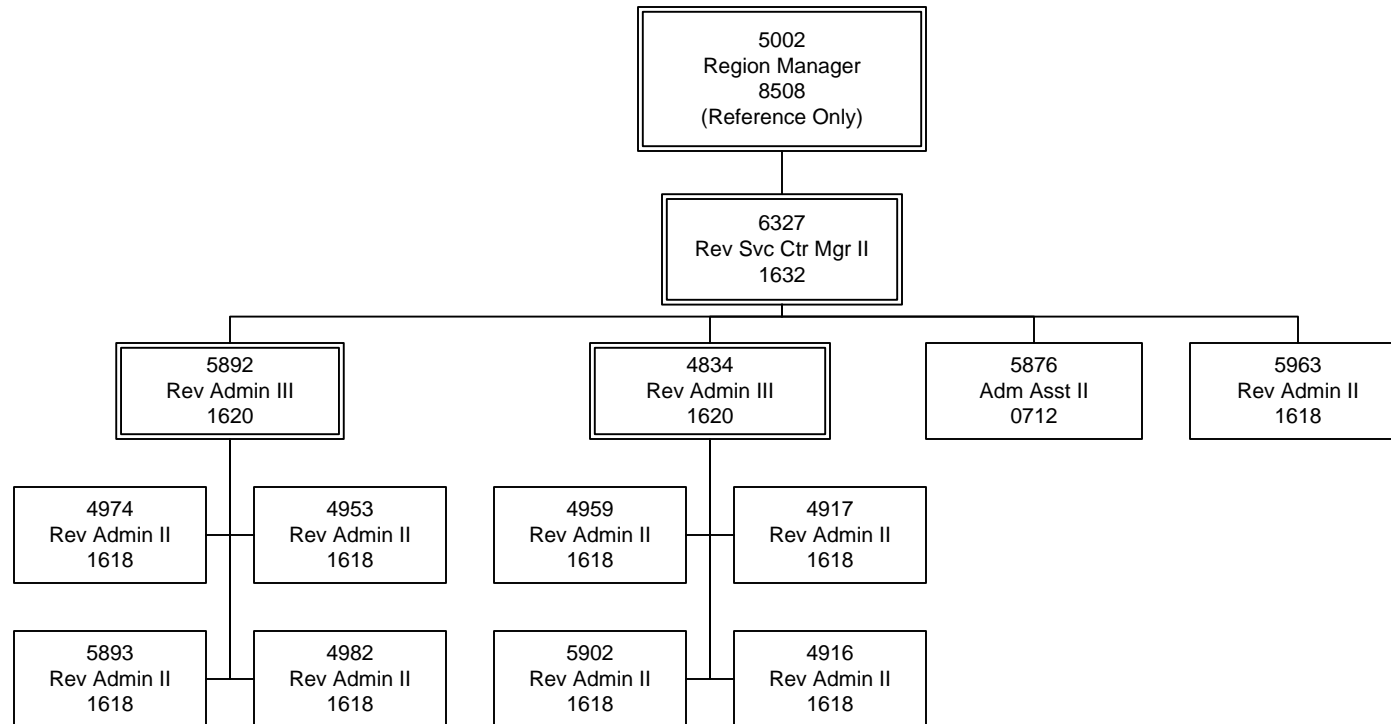 5002
Region Manager
8508
(Reference Only)
6327
Rev Svc Ctr Mgr II
1632
5892
Rev Admin III
1620
4834
Rev Admin III
1620
5876
Adm Asst II
0712
5963
Rev Admin II
1618
4974
Rev Admin II
1618
4953
Rev Admin II
1618
4959
Rev Admin II
1618
4917
Rev Admin II
1618
5893
Rev Admin II
1618
4982
Rev Admin II
1618
5902
Rev Admin II
1618
4916
Rev Admin II
1618